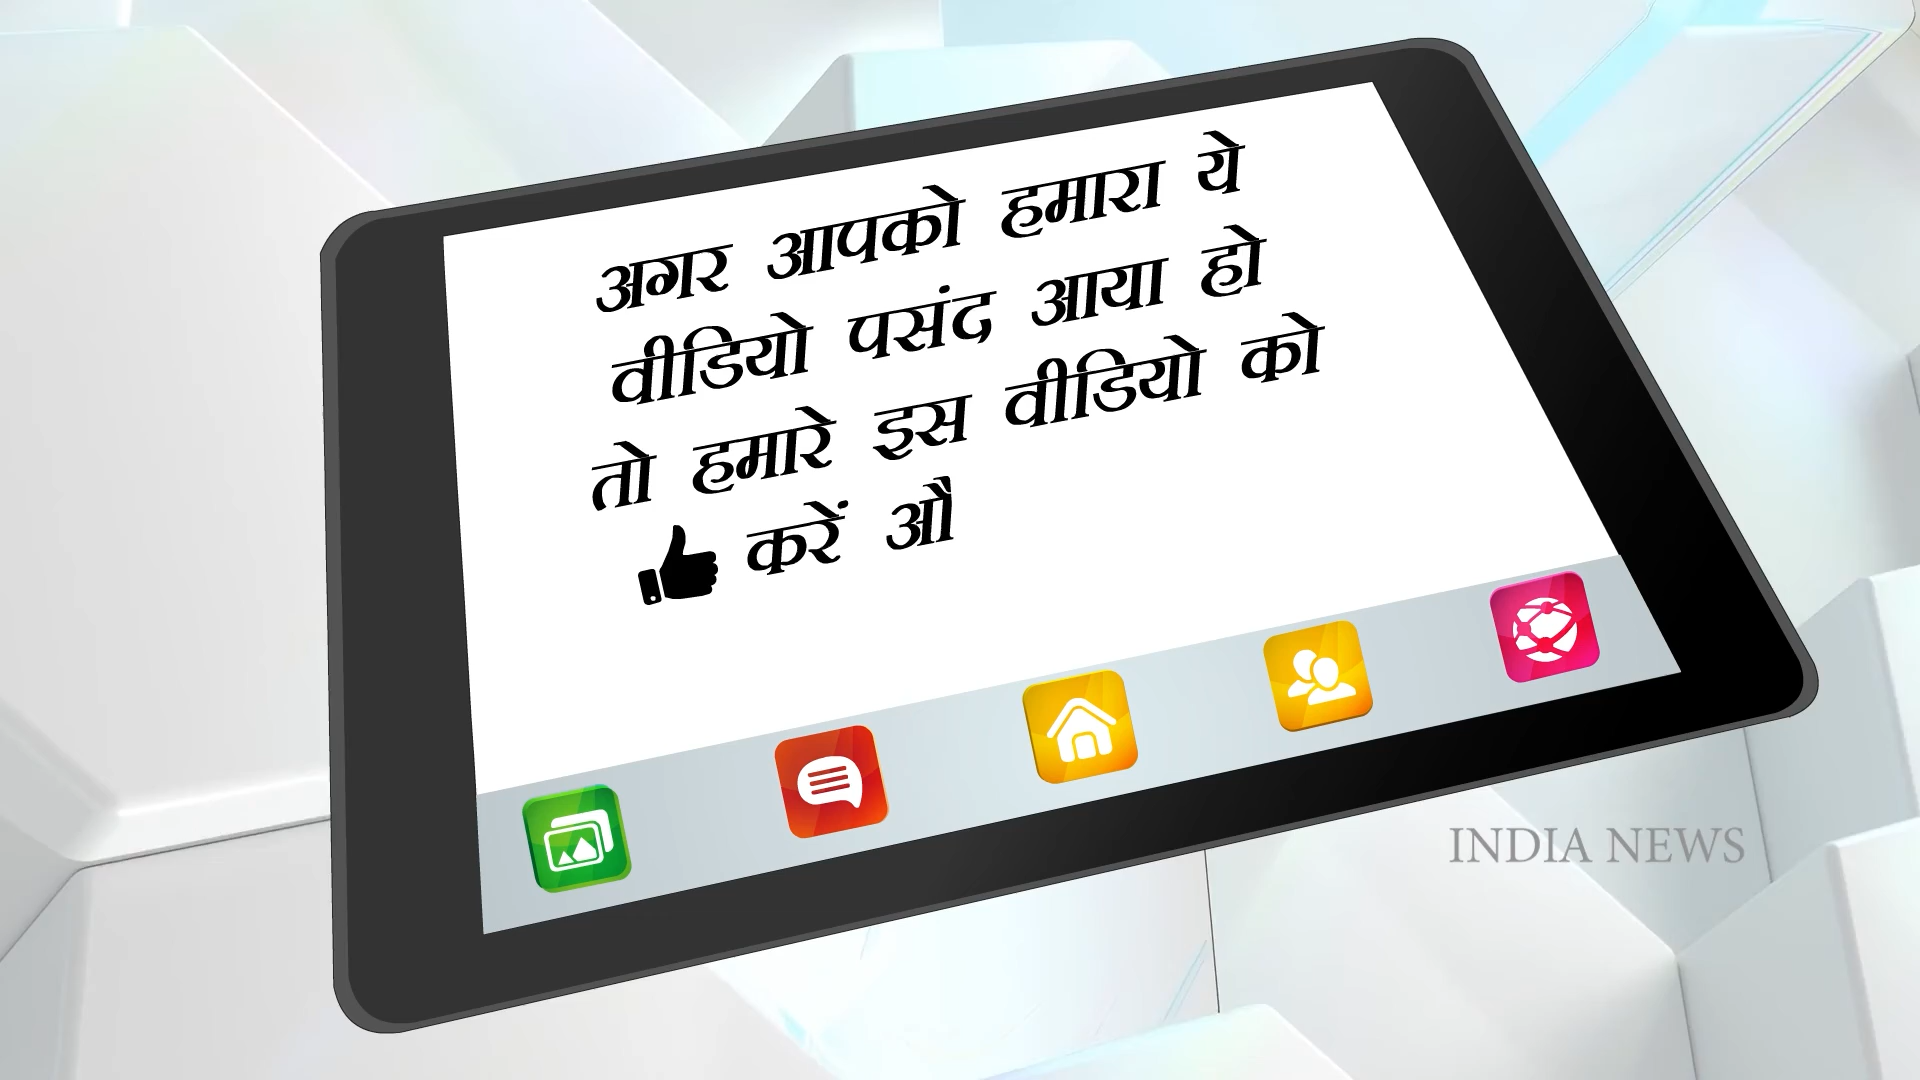 अगर आपको हमारा ये
वीडियो पसंद आया हो
तो हमारे इस वीडियो को
करें औ
INDIA NEWS